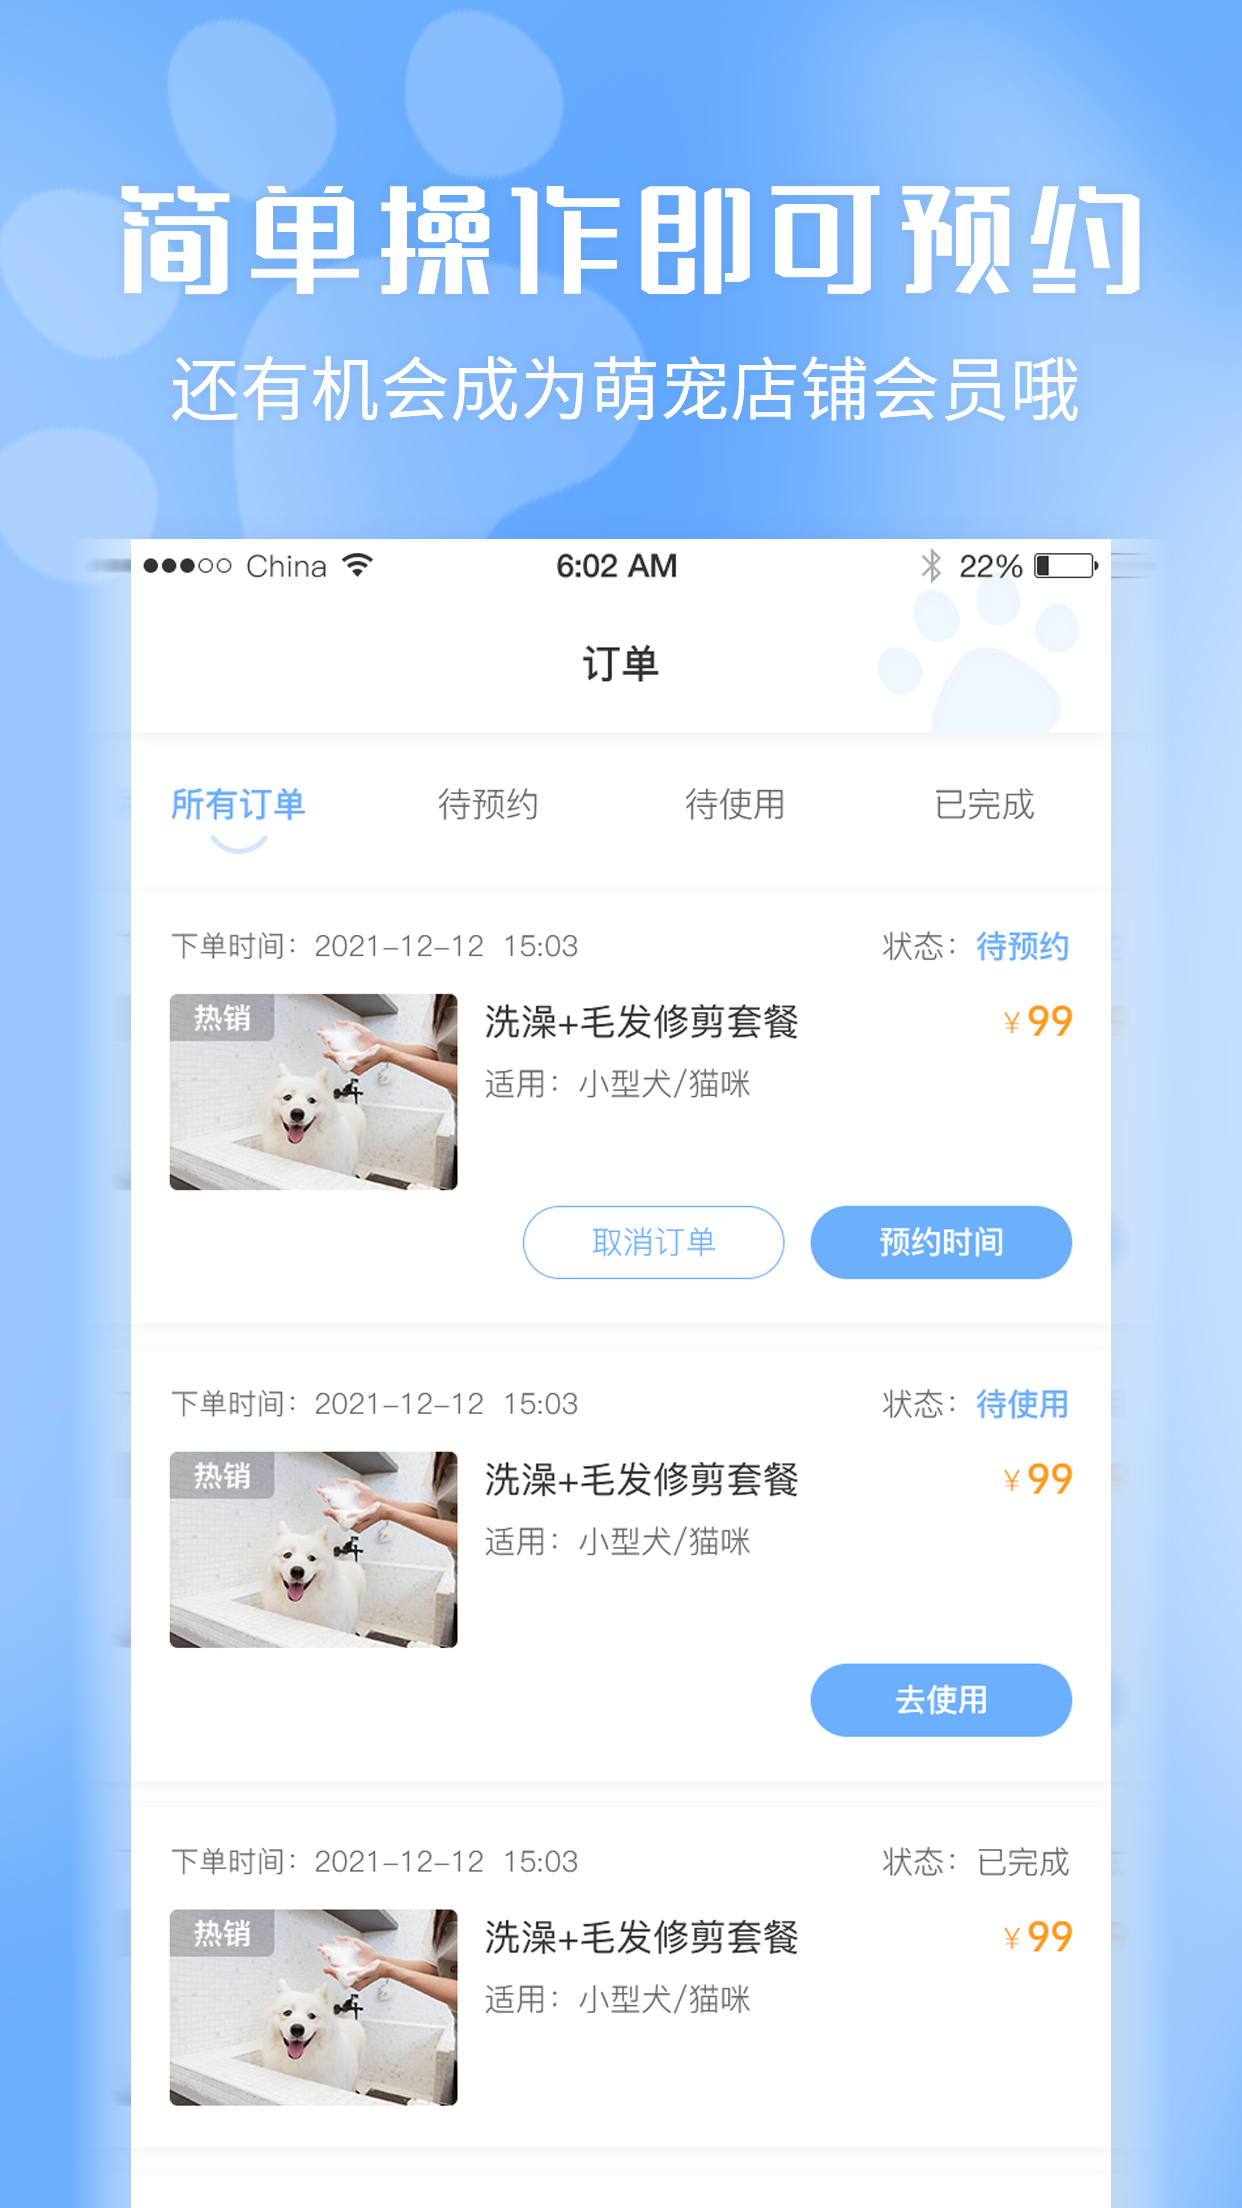 简单操作即可预约
还有机会成为萌宠店铺会员哦
China 6:02 AM 22%
订单
所有订单 待预约 待使用 已完成
下单时间：2021-12-12 15:03 状态：待预约
热销
洗澡+毛发修剪套餐 ¥99
适用：小型犬/猫咪
取消订单 预约时间
下单时间：2021-12-12 15:03 状态：待使用
热销
洗澡+毛发修剪套餐 ¥99
适用：小型犬/猫咪
去使用
下单时间：2021-12-12 15:03 状态：已完成
热销
洗澡+毛发修剪套餐 ¥99
适用：小型犬/猫咪